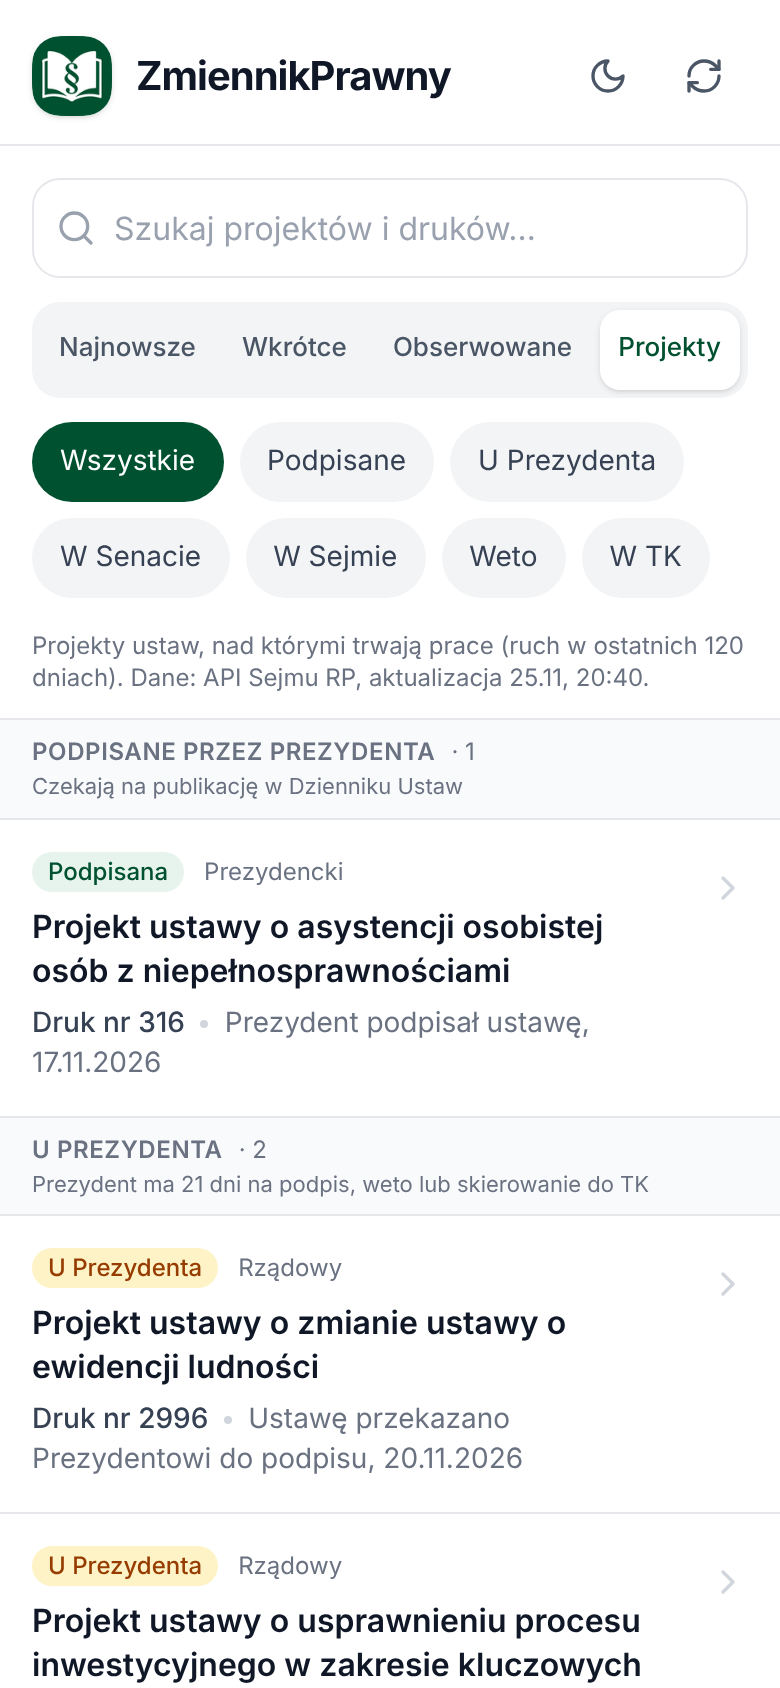 §
ZmiennikPrawny
Szukaj projektów i druków...
Najnowsze Wkrótce Obserwowane Projekty
Wszystkie Podpisane U Prezydenta
W Senacie W Sejmie Weto W TK
Projekty ustaw, nad którymi trwają prace (ruch w ostatnich 120
dniach). Dane: API Sejmu RP, aktualizacja 25.11, 20:40.
PODPISANE PRZEZ PREZYDENTA · 1
Czekają na publikację w Dzienniku Ustaw
Podpisana Prezydencki
Projekt ustawy o asystencji osobistej
osób z niepełnosprawnościami
Druk nr 316 • Prezydent podpisał ustawę,
17.11.2026
U PREZYDENTA · 2
Prezydent ma 21 dni na podpis, weto lub skierowanie do TK
U Prezydenta Rządowy
Projekt ustawy o zmianie ustawy o
ewidencji ludności
Druk nr 2996 • Ustawę przekazano
Prezydentowi do podpisu, 20.11.2026
U Prezydenta Rządowy
Projekt ustawy o usprawnieniu procesu
inwestycyjnego w zakresie kluczowych